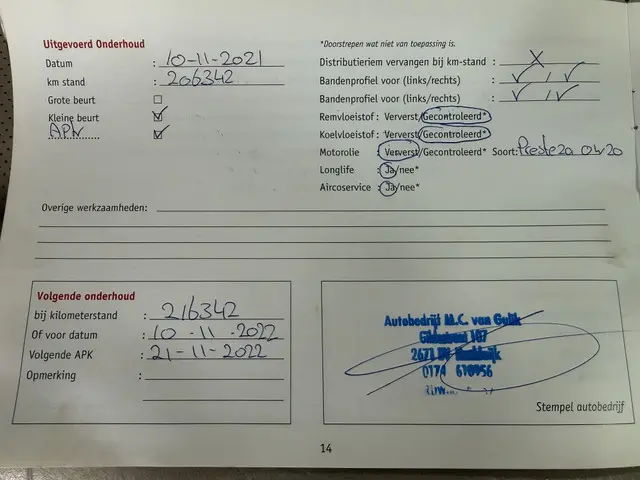 Uitgevoerd Onderhoud
Datum : 10-11-2021
km stand : 206342
Grote beurt
Kleine beurt
APK
*Doorstrepen wat niet van toepassing is.
Distributieriem vervangen bij km-stand : X
Bandenprofiel voor (links/rechts) : /
Bandenprofiel voor (links/rechts) : /
Remvloeistof : Ververst/Gecontroleerd*
Koelvloeistof : Ververst/Gecontroleerd*
Motorolie : Ververst/Gecontroleerd* Soort: 0w20
Longlife : Ja/nee*
Aircoservice : Ja/nee*
Overige werkzaamheden:
Volgende onderhoud
bij kilometerstand : 216342
Of voor datum : 10-11-2022
Volgende APK : 21-11-2022
Opmerking :
Autobedrijf M.C. van Gulik
2671
0174
Stempel autobedrijf
14